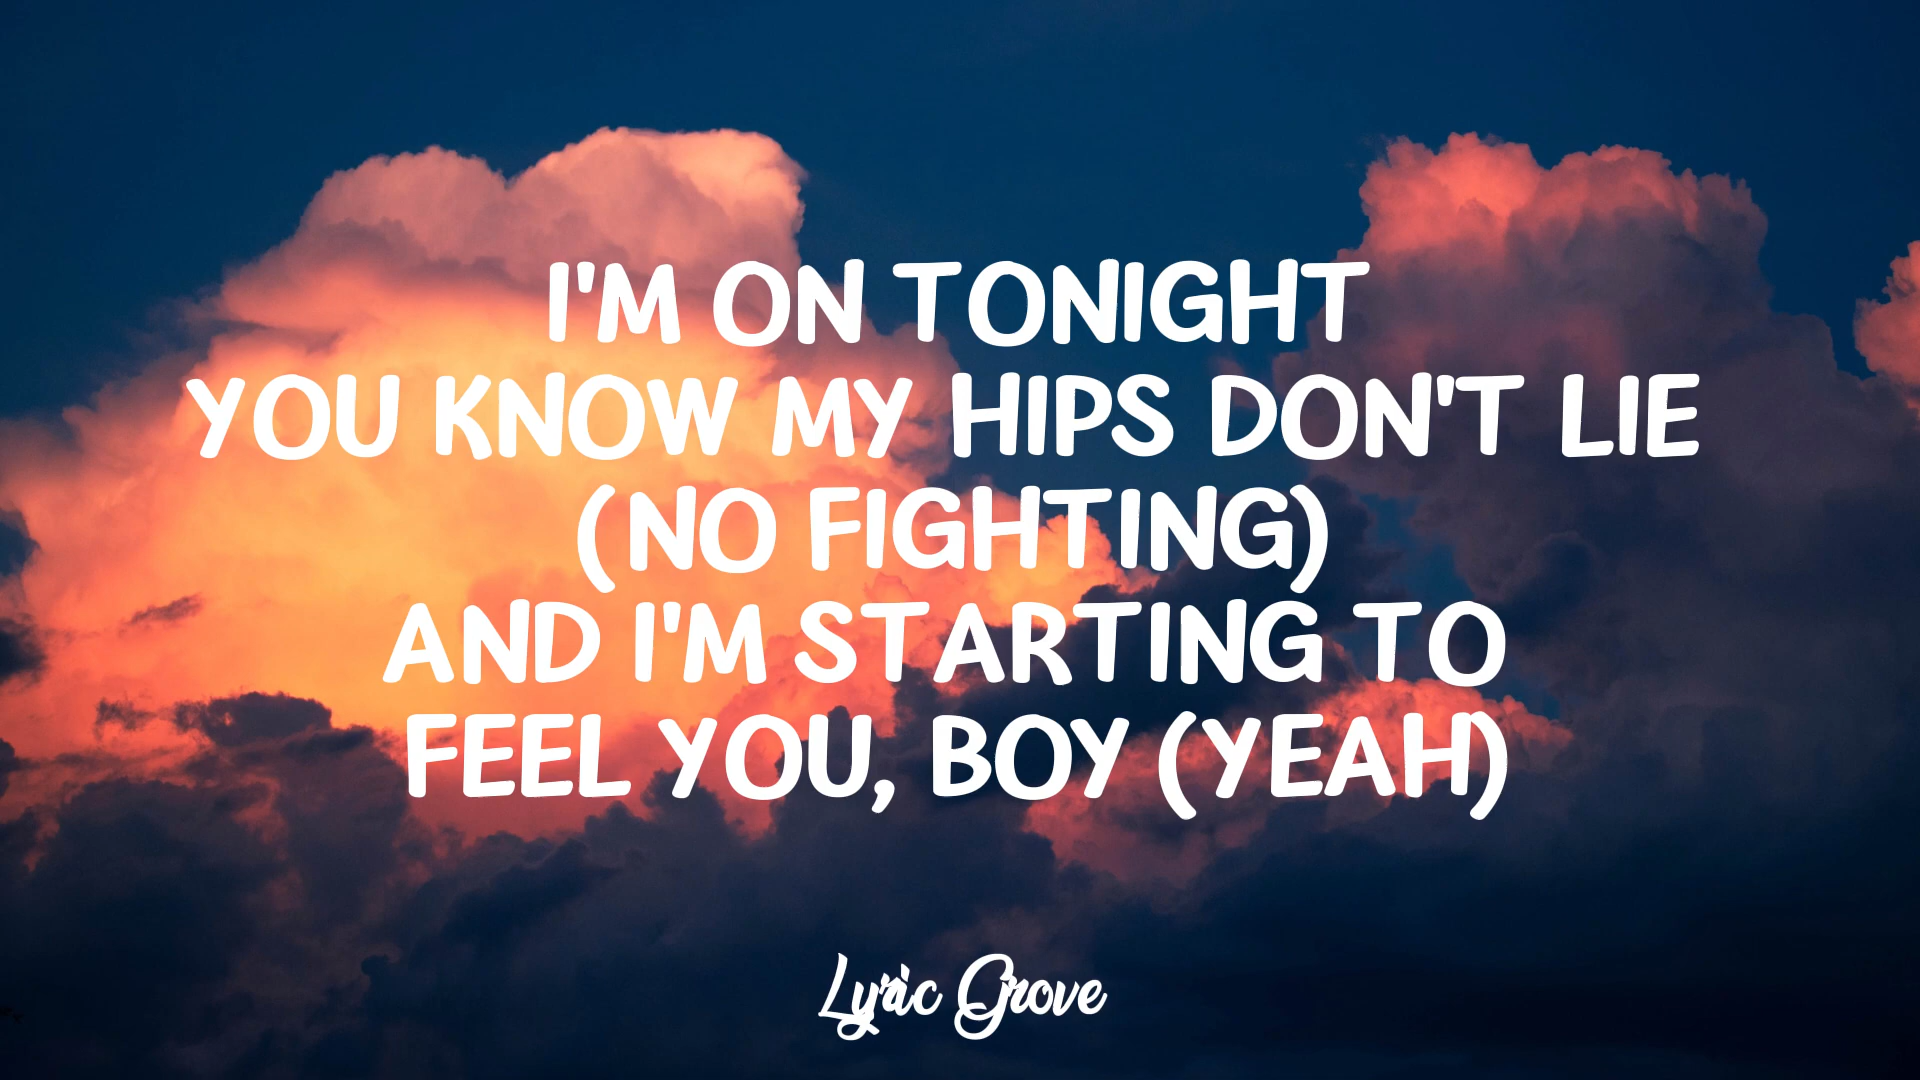 I'M ON TONIGHT
YOU KNOW MY HIPS DON'T LIE
(NO FIGHTING)
AND I'M STARTING TO
FEEL YOU, BOY (YEAH)
Lyric Grove